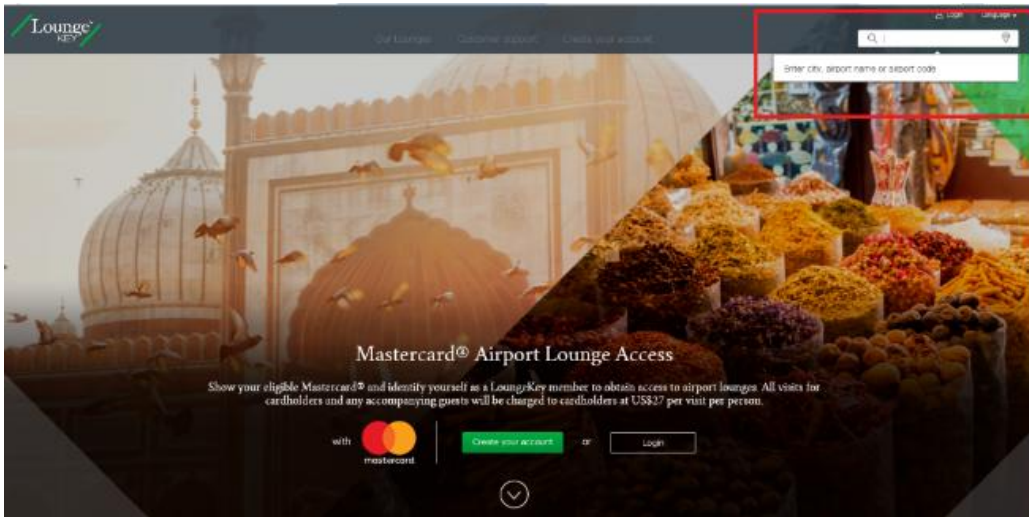 Lounge
KEY
Login Language
Our Lounges Customer support Create your account
Enter city, airport name or airport code
Mastercard® Airport Lounge Access
Show your eligible Mastercard® and identify yourself as a LoungeKey member to obtain access to airport lounges. All visits for
cardholders and any accompanying guests will be charged to cardholders at US$27 per visit per person.
with
mastercard.
Create your account
or
Login